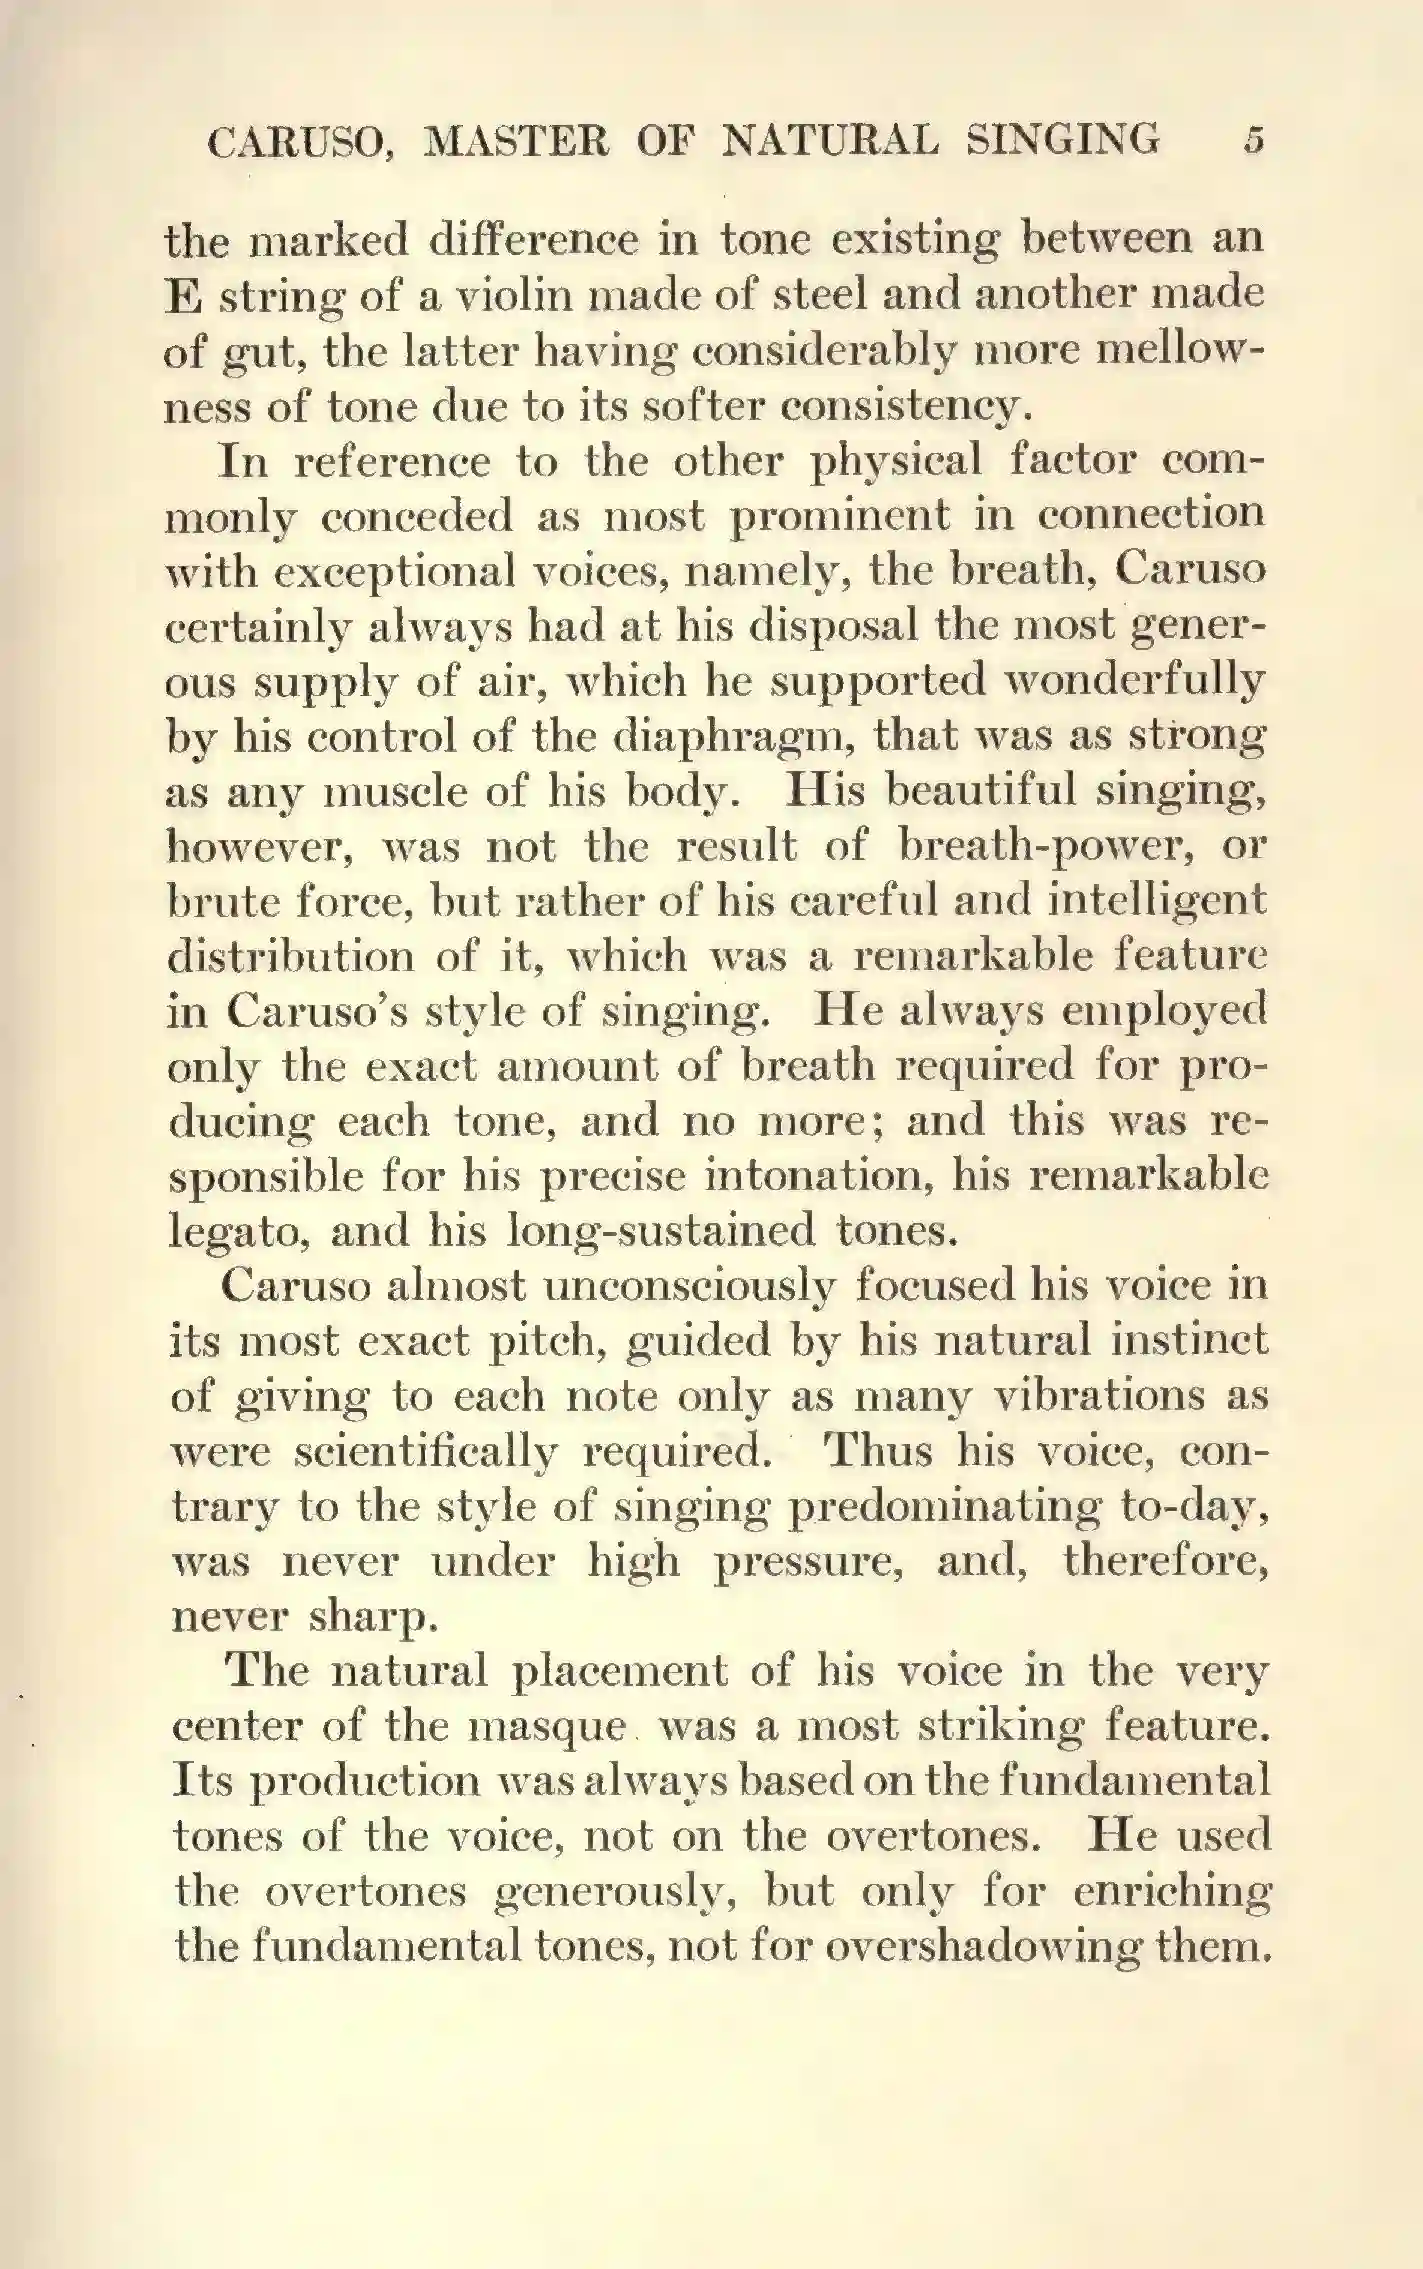 CARUSO, MASTER OF NATURAL SINGING 5
the marked difference in tone existing between an
E string of a violin made of steel and another made
of gut, the latter having considerably more mellow-
ness of tone due to its softer consistency.
In reference to the other physical factor com-
monly conceded as most prominent in connection
with exceptional voices, namely, the breath, Caruso
certainly always had at his disposal the most gener-
ous supply of air, which he supported wonderfully
by his control of the diaphragm, that was as strong
as any muscle of his body. His beautiful singing,
however, was not the result of breath-power, or
brute force, but rather of his careful and intelligent
distribution of it, which was a remarkable feature
in Caruso's style of singing. He always employed
only the exact amount of breath required for pro-
ducing each tone, and no more; and this was re-
sponsible for his precise intonation, his remarkable
legato, and his long-sustained tones.
Caruso almost unconsciously focused his voice in
its most exact pitch, guided by his natural instinct
of giving to each note only as many vibrations as
were scientifically required. Thus his voice, con-
trary to the style of singing predominating to-day,
was never under high pressure, and, therefore,
never sharp.
The natural placement of his voice in the very
center of the masque was a most striking feature.
Its production was always based on the fundamental
tones of the voice, not on the overtones. He used
the overtones generously, but only for enriching
the fundamental tones, not for overshadowing them.